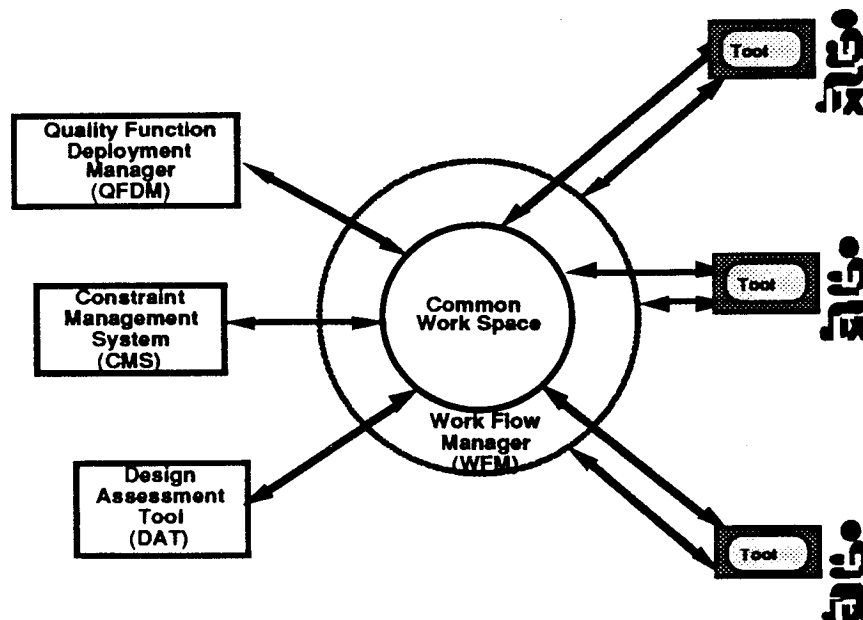 Tool
Quality Function
Deployment
Manager
(QFDM)
Constraint
Management
System
(CMS)
Common
Work Space
Tool
Work Flow
Manager
(WFM)
Design
Assessment
Tool
(DAT)
Tool